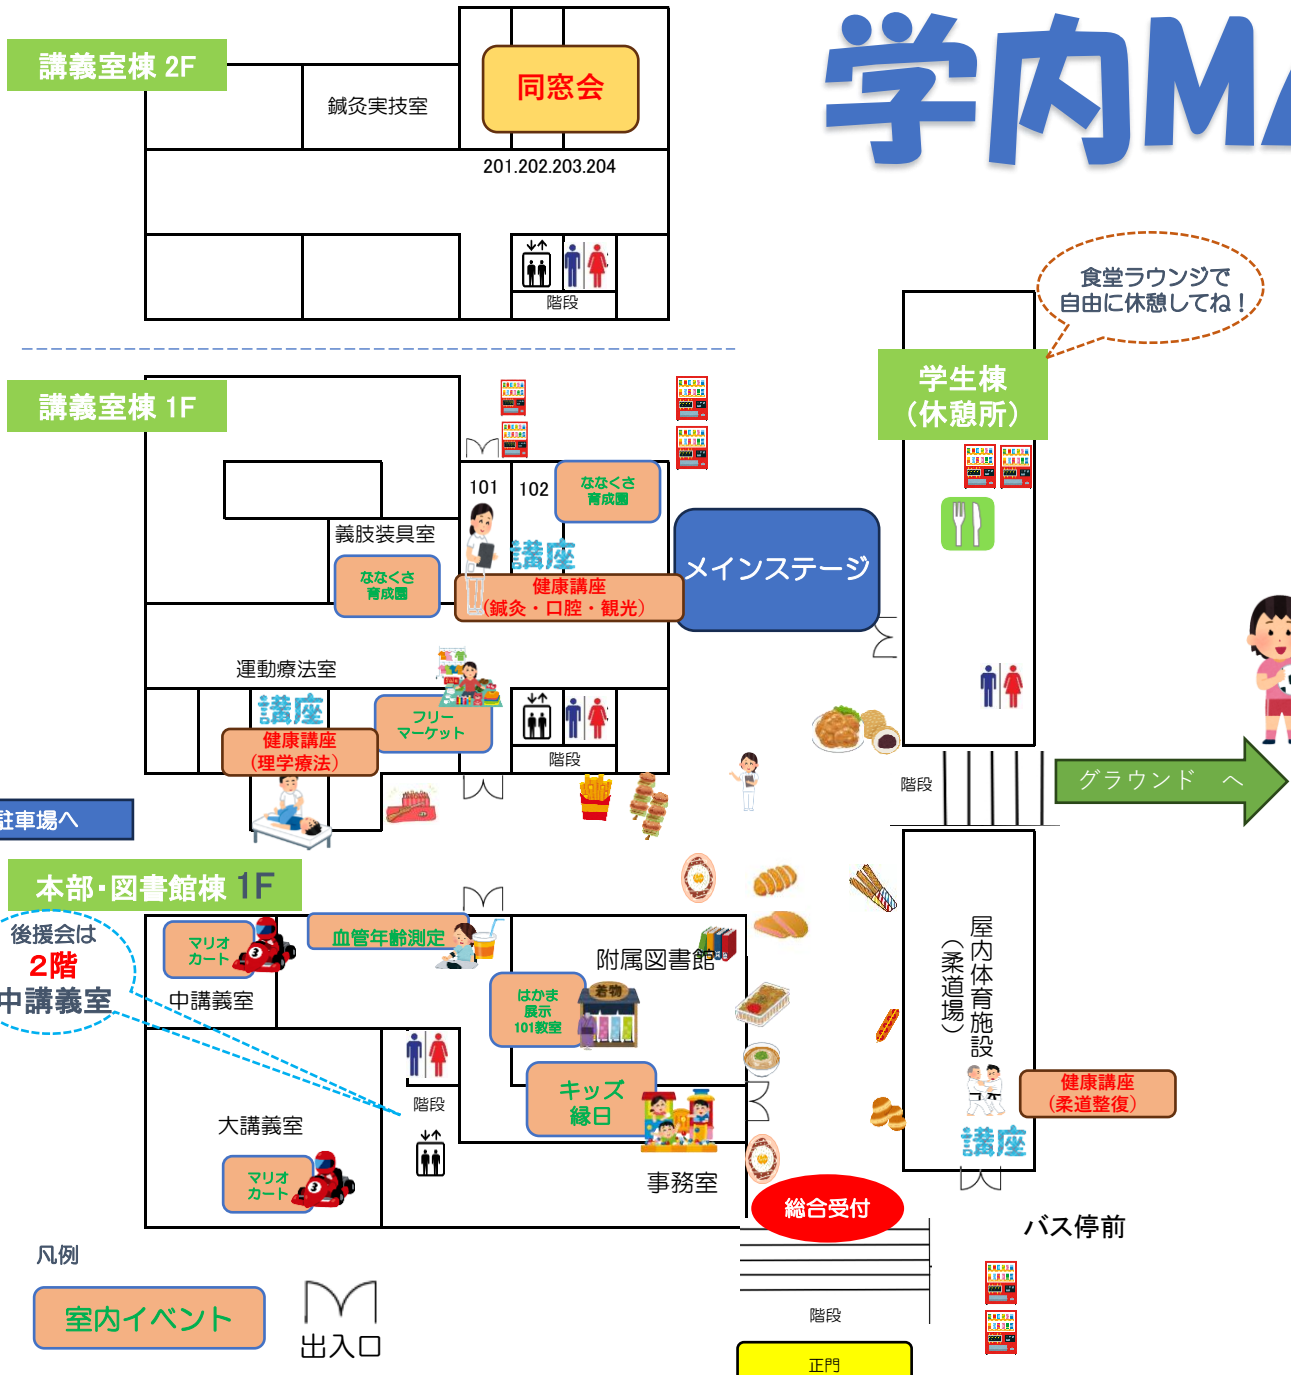 学内MA
講義室棟 2F
鍼灸実技室
同窓会
201.202.203.204
階段
食堂ラウンジで
自由に休憩してね！
学生棟
（休憩所）
講義室棟 1F
101
102
ななくさ
育成園
義肢装具室
ななくさ
育成園
講座
健康講座
（鍼灸・口腔・観光）
メインステージ
運動療法室
講座
健康講座
（理学療法）
フリー
マーケット
階段
階段
グラウンド へ
駐車場へ
本部・図書館棟 1F
後援会は
2階
中講義室
マリオ
カート
中講義室
血管年齢測定
附属図書館
はかま
展示
101教室
若物
キッズ
縁日
階段
大講義室
マリオ
カート
事務室
屋内体育施設
（柔道場）
健康講座
（柔道整復）
講座
総合受付
バス停前
階段
正門
凡例
室内イベント
出入口